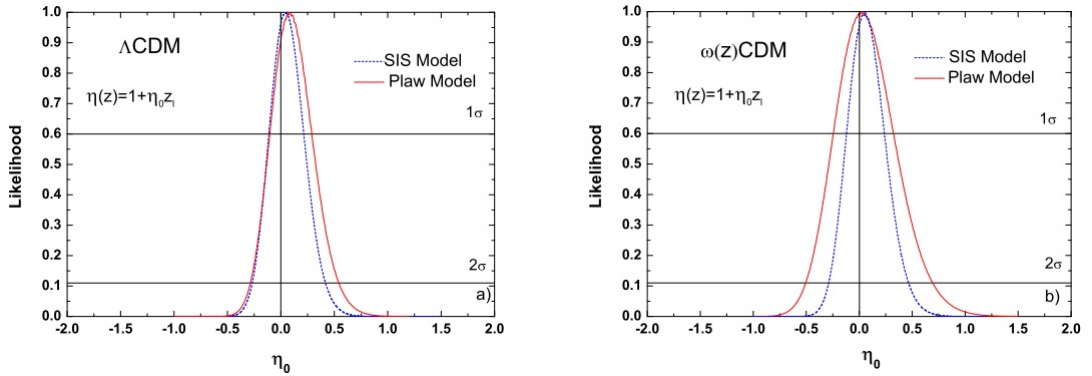 1.0
0.9
0.8
0.7
0.6
0.5
0.4
0.3
0.2
0.1
0.0
Likelihood
ΛCDM
SIS Model
Plaw Model
η(z)=1+η₀zₗ
1σ
2σ
a)
-2.0 -1.5 -1.0 -0.5 0.0 0.5 1.0 1.5 2.0
η₀
1.0
0.9
0.8
0.7
0.6
0.5
0.4
0.3
0.2
0.1
0.0
Likelihood
ω(z)CDM
SIS Model
Plaw Model
η(z)=1+η₀zₗ
1σ
2σ
b)
-2.0 -1.5 -1.0 -0.5 0.0 0.5 1.0 1.5 2.0
η₀